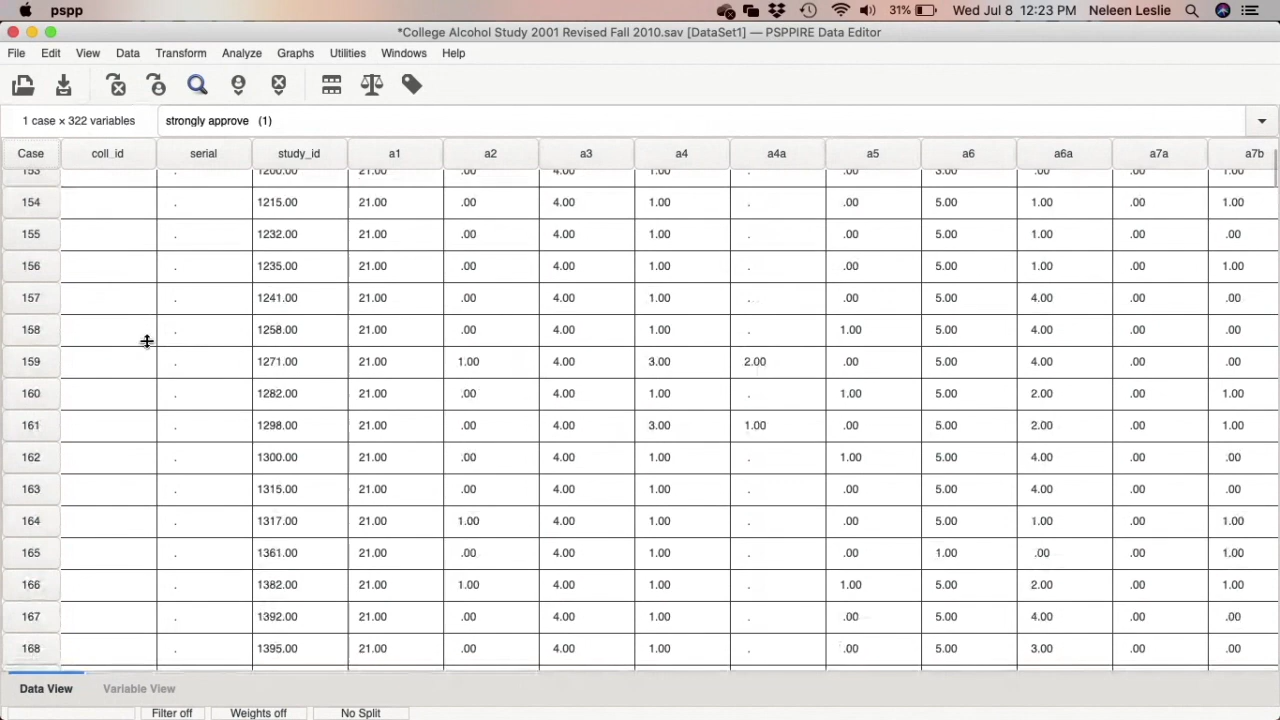 pspp 31% Wed Jul 8 12:23 PM Neleen Leslie
*College Alcohol Study 2001 Revised Fall 2010.sav [DataSet1] — PSPPIRE Data Editor
File Edit View Data Transform Analyze Graphs Utilities Windows Help
1 case × 322 variables strongly approve (1)
Case coll_id serial study_id a1 a2 a3 a4 a4a a5 a6 a6a a7a a7b
153 1200.00 21.00 .00 4.00 1.00 . .00 3.00 .00 .00 1.00
154 . 1215.00 21.00 .00 4.00 1.00 . .00 5.00 1.00 .00 1.00
155 . 1232.00 21.00 .00 4.00 1.00 . .00 5.00 1.00 .00 .00
156 . 1235.00 21.00 .00 4.00 1.00 . .00 5.00 1.00 .00 1.00
157 . 1241.00 21.00 .00 4.00 1.00 . .00 5.00 4.00 .00 .00
158 . 1258.00 21.00 .00 4.00 1.00 . 1.00 5.00 4.00 .00 .00
159 . 1271.00 21.00 1.00 4.00 3.00 2.00 .00 5.00 4.00 .00 .00
160 . 1282.00 21.00 .00 4.00 1.00 . 1.00 5.00 2.00 .00 1.00
161 . 1298.00 21.00 .00 4.00 3.00 1.00 .00 5.00 2.00 .00 1.00
162 . 1300.00 21.00 .00 4.00 1.00 . 1.00 5.00 4.00 .00 .00
163 . 1315.00 21.00 .00 4.00 1.00 . .00 5.00 4.00 .00 .00
164 . 1317.00 21.00 1.00 4.00 1.00 . .00 5.00 1.00 .00 1.00
165 . 1361.00 21.00 .00 4.00 1.00 . .00 1.00 .00 .00 1.00
166 . 1382.00 21.00 1.00 4.00 1.00 . 1.00 5.00 2.00 .00 1.00
167 . 1392.00 21.00 .00 4.00 1.00 . .00 5.00 4.00 .00 .00
168 . 1395.00 21.00 .00 4.00 1.00 . .00 5.00 3.00 .00 .00
Data View Variable View
Filter off Weights off No Split